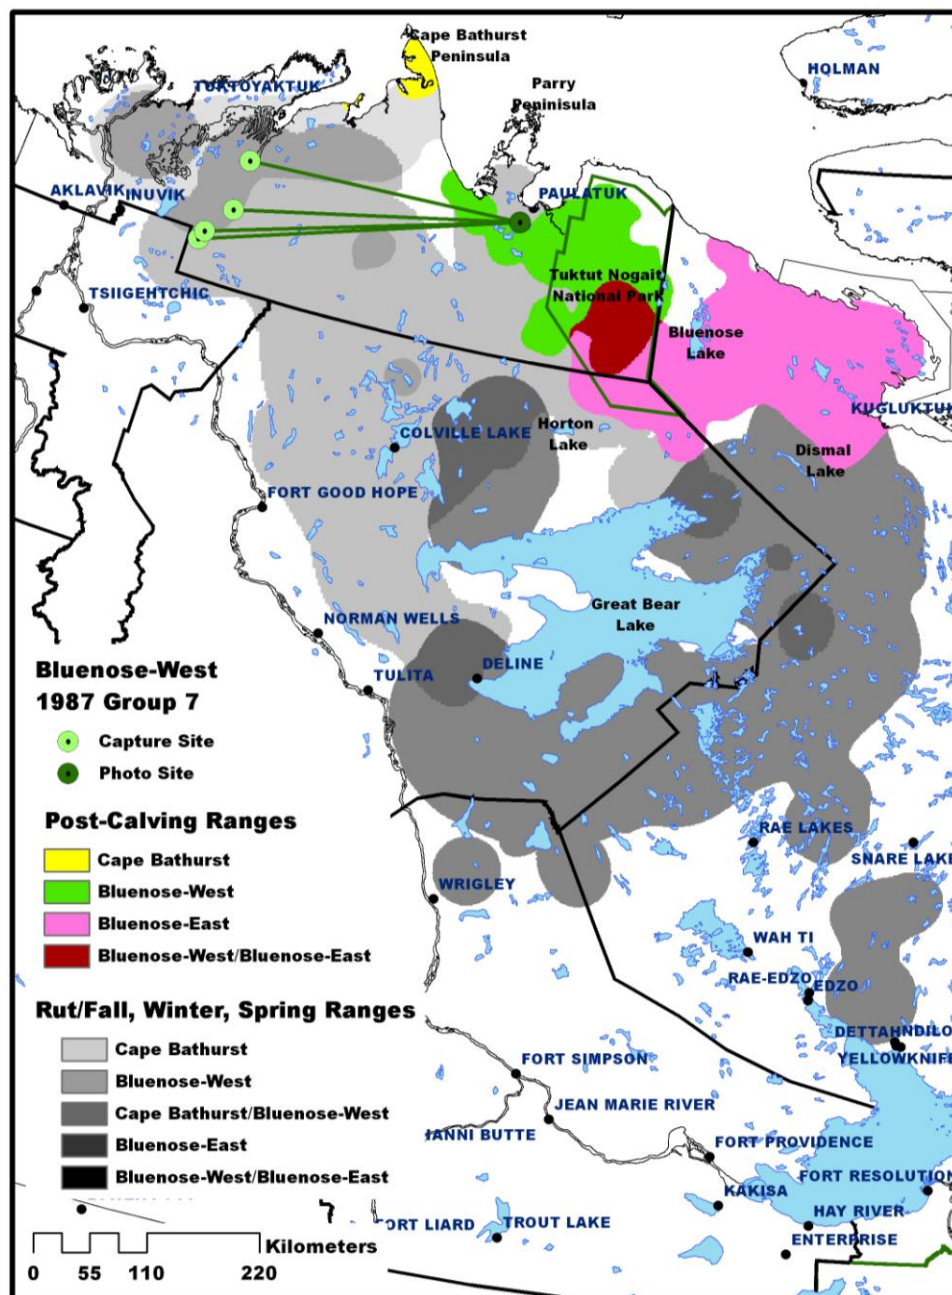 Cape Bathurst
Peninsula
HOLMAN
TUKTOYAKTUK
Parry
Peninisula
AKLAVIK
INUVIK
PAULATUK
Tuktut Nogait
National Park
TSIIGEHTCHIC
Bluenose
Lake
KUGLUKTUK
Horton
Lake
COLVILLE LAKE
Dismal
Lake
FORT GOOD HOPE
Great Bear
Lake
NORMAN WELLS
DELINE
TULITA
Bluenose-West
1987 Group 7
Capture Site
Photo Site
Post-Calving Ranges
Cape Bathurst
Bluenose-West
Bluenose-East
Bluenose-West/Bluenose-East
RAE LAKES
SNARE LAKE
WRIGLEY
WAH TI
RAE-EDZO
EDZO
DETTAH
NDILO
YELLOWKNIFE
Rut/Fall, Winter, Spring Ranges
Cape Bathurst
Bluenose-West
Cape Bathurst/Bluenose-West
Bluenose-East
Bluenose-West/Bluenose-East
FORT SIMPSON
JEAN MARIE RIVER
IANNI BUTTE
FORT PROVIDENCE
FORT RESOLUTION
KAKISA
HAY RIVER
ORT LIARD
TROUT LAKE
ENTERPRISE
Kilometers
0 55 110 220